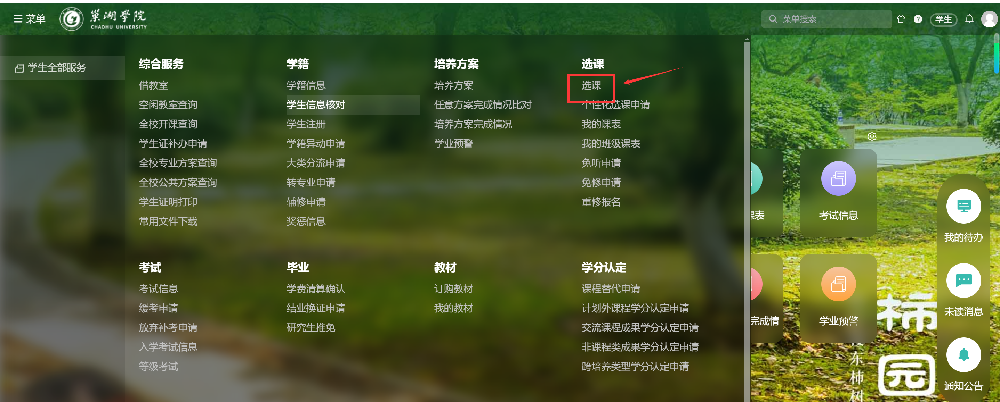 菜单
巢湖學院
CHAOHU UNIVERSITY
菜单搜索
学生
学生全部服务
综合服务
借教室
空闲教室查询
全校开课查询
学生证补办申请
全校专业方案查询
全校公共方案查询
学生证明打印
常用文件下载
学籍
学籍信息
学生信息核对
学生注册
学籍异动申请
大类分流申请
转专业申请
辅修申请
奖惩信息
培养方案
培养方案
任意方案完成情况比对
培养方案完成情况
学业预警
选课
选课
个性化选课申请
我的课表
我的班级课表
免听申请
免修申请
重修报名
考试
考试信息
缓考申请
放弃补考申请
入学考试信息
等级考试
毕业
学费清算确认
结业换证申请
研究生推免
教材
订购教材
我的教材
学分认定
课程替代申请
计划外课程学分认定申请
交流课程成果学分认定申请
非课程类成果学分认定申请
跨培养类型学分认定申请
课表
考试信息
完成情
学业预警
柿
园
东柿树
我的待办
未读消息
通知公告